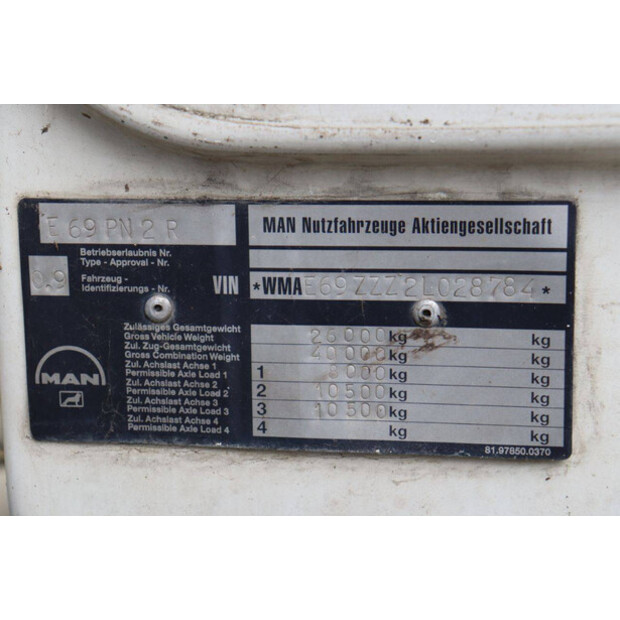 E 69 PN 2 R
MAN Nutzfahrzeuge Aktiengesellschaft
Betriebserlaubnis Nr.
Type - Approval - Nr.
0.9
Fahrzeug -
Identifizierungs - Nr.
VIN
*WMAE69ZZZ2L028784*
Zulässiges Gesamtgewicht
Gross Vehicle Weight
26000 kg kg
Zul. Zug-Gesamtgewicht
Gross Combination Weight
40000 kg kg
Zul. Achslast Achse 1
Permissible Axle Load 1
1 8000 kg kg
Zul. Achslast Achse 2
Permissible Axle Load 2
2 10500 kg kg
Zul. Achslast Achse 3
Permissible Axle Load 3
3 10500 kg kg
Zul. Achslast Achse 4
Permissible Axle Load 4
4 kg kg
MAN
81.97850.0370